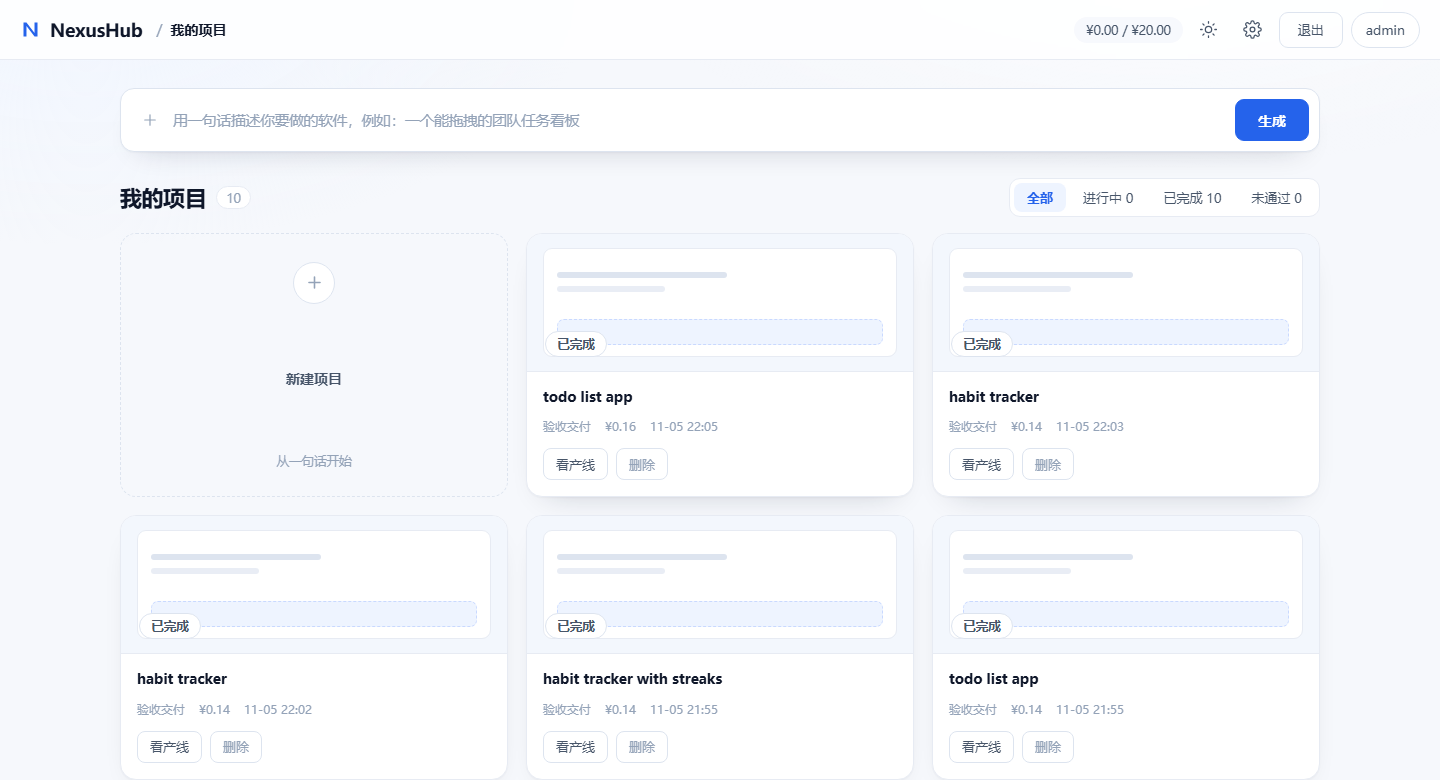 NexusHub / 我的项目
¥0.00 / ¥20.00
退出
admin
用一句话描述你要做的软件，例如：一个能拖拽的团队任务看板
生成
我的项目 10
全部 进行中 0 已完成 10 未通过 0
新建项目
从一句话开始
已完成
todo list app
验收交付 ¥0.16 11-05 22:05
看产线 删除
已完成
habit tracker
验收交付 ¥0.14 11-05 22:03
看产线 删除
已完成
habit tracker
验收交付 ¥0.14 11-05 22:02
看产线 删除
已完成
habit tracker with streaks
验收交付 ¥0.14 11-05 21:55
看产线 删除
已完成
todo list app
验收交付 ¥0.14 11-05 21:55
看产线 删除